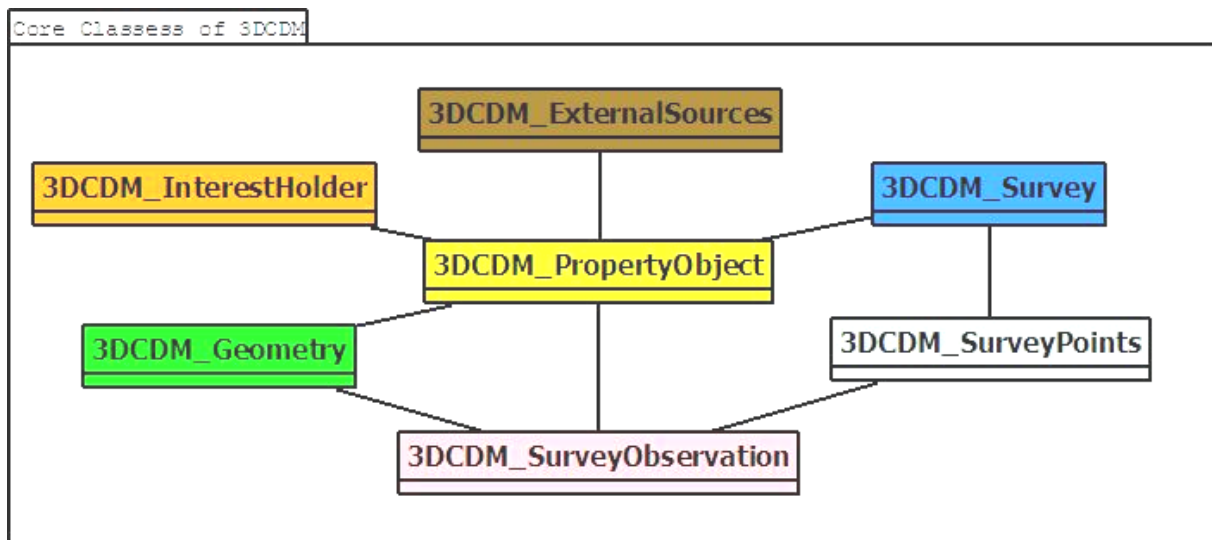 Core Classess of 3DCDM
3DCDM_ExternalSources
3DCDM_InterestHolder
3DCDM_Survey
3DCDM_PropertyObject
3DCDM_Geometry
3DCDM_SurveyPoints
3DCDM_SurveyObservation